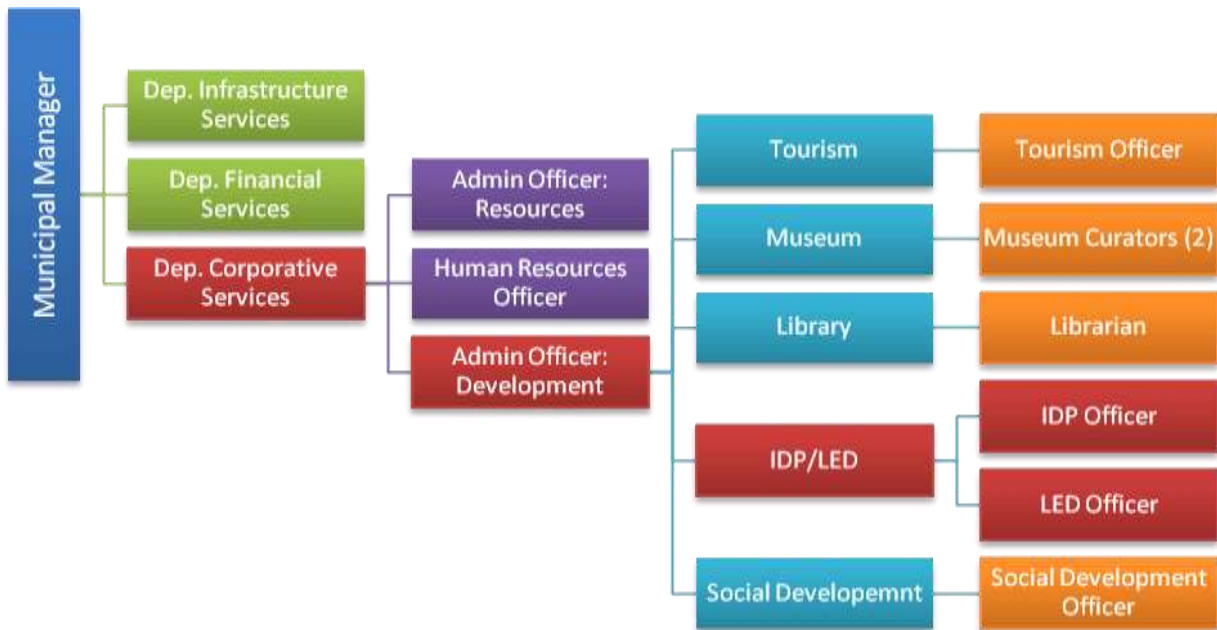 Municipal Manager
Dep. Infrastructure
Services
Dep. Financial
Services
Dep. Corporative
Services
Admin Officer:
Resources
Human Resources
Officer
Admin Officer:
Development
Tourism
Museum
Library
IDP/LED
Social Developemnt
Tourism Officer
Museum Curators (2)
Librarian
IDP Officer
LED Officer
Social Development
Officer